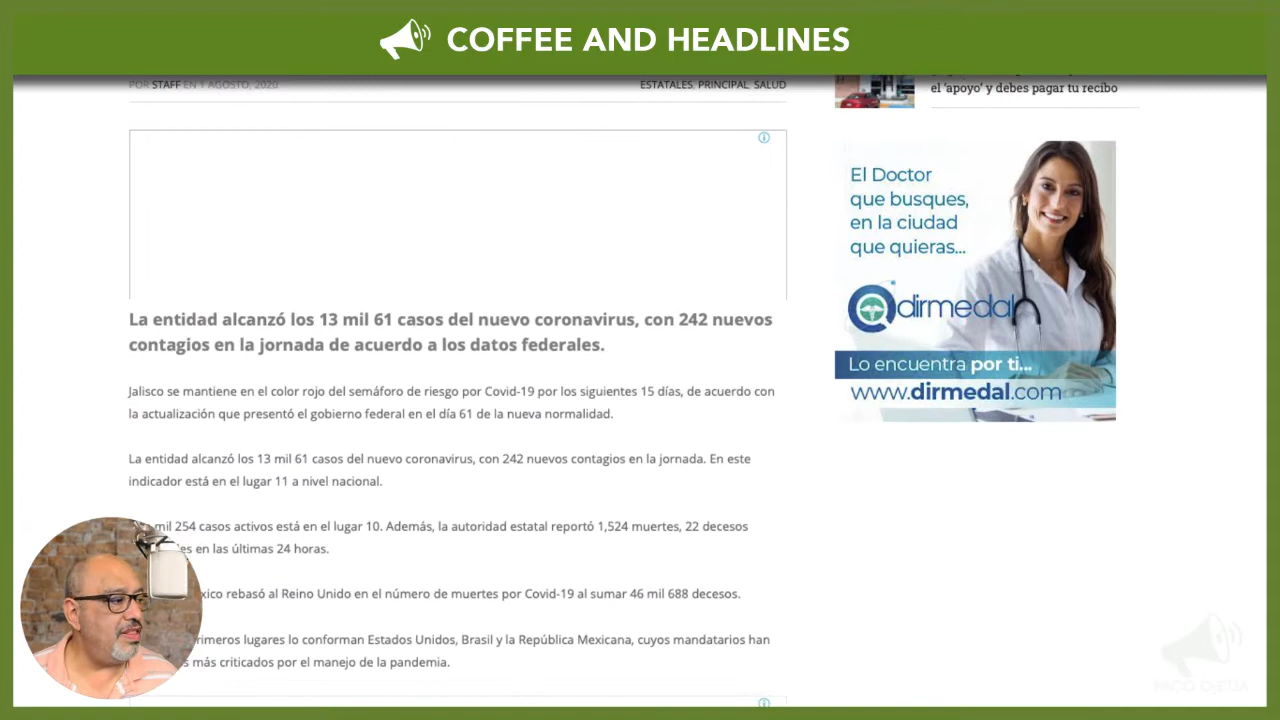 COFFEE AND HEADLINES
POR STAFF EN 1 AGOSTO, 2020
ESTATALES, PRINCIPAL, SALUD
La entidad alcanzó los 13 mil 61 casos del nuevo coronavirus, con 242 nuevos
contagios en la jornada de acuerdo a los datos federales.
Jalisco se mantiene en el color rojo del semáforo de riesgo por Covid-19 por los siguientes 15 días, de acuerdo con
la actualización que presentó el gobierno federal en el día 61 de la nueva normalidad.
La entidad alcanzó los 13 mil 61 casos del nuevo coronavirus, con 242 nuevos contagios en la jornada. En este
indicador está en el lugar 11 a nivel nacional.
mil 254 casos activos está en el lugar 10. Además, la autoridad estatal reportó 1,524 muertes, 22 decesos
en las últimas 24 horas.
rebasó al Reino Unido en el número de muertes por Covid-19 al sumar 46 mil 688 decesos.
lugares lo conforman Estados Unidos, Brasil y la República Mexicana, cuyos mandatarios han
más criticados por el manejo de la pandemia.
el 'apoyo' y debes pagar tu recibo
El Doctor
que busques,
en la ciudad
que quieras...
dirmedal
Lo encuentra por ti...
www.dirmedal.com
PACO OJEDA